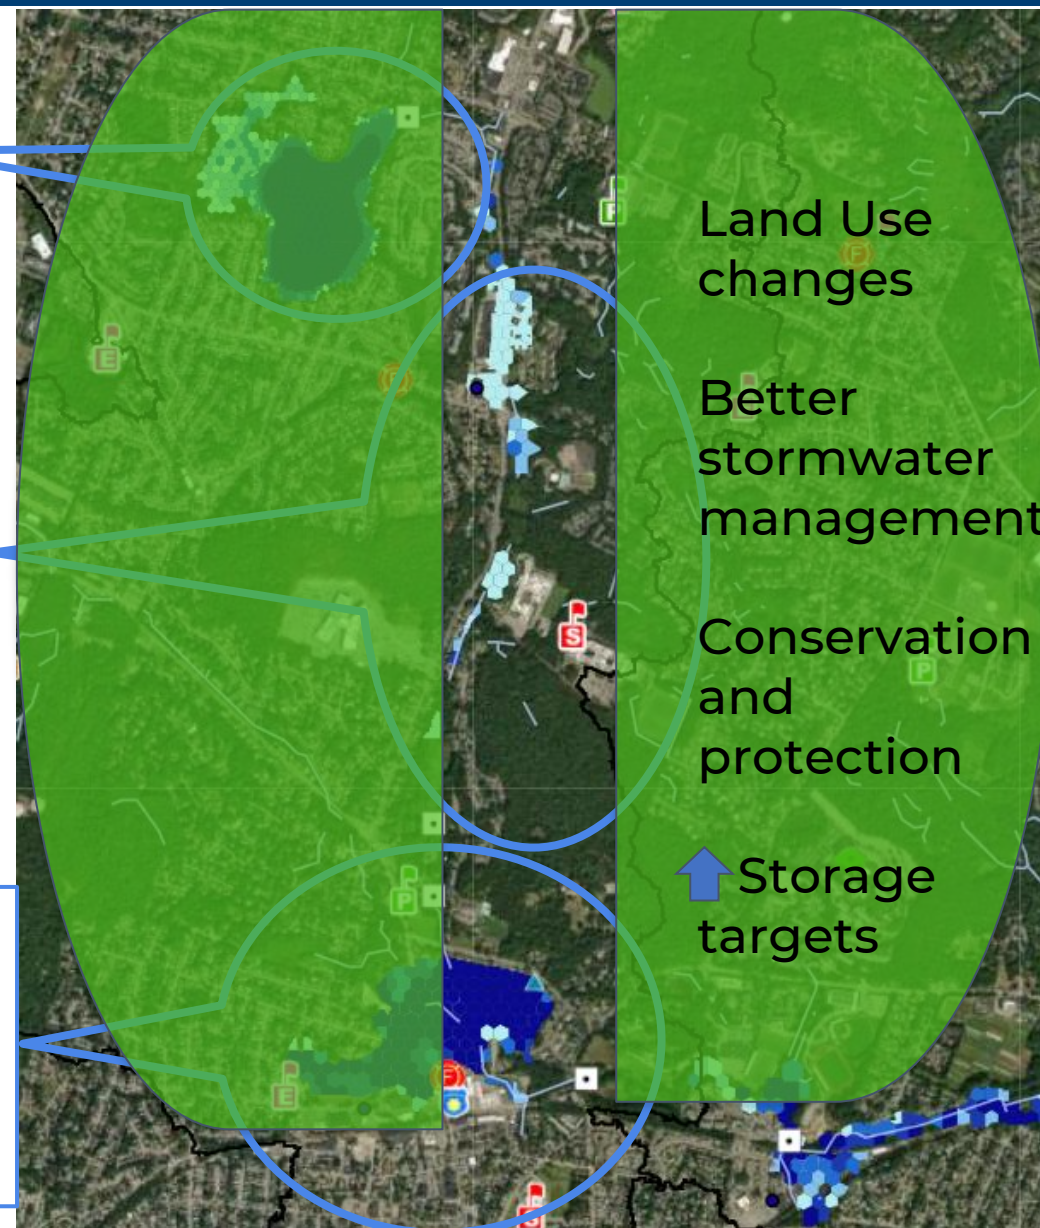 P
F
Land Use
changes
E
F
Better
stormwater
management
S
Conservation
and
protection
P
P
Storage
targets
F
E
S